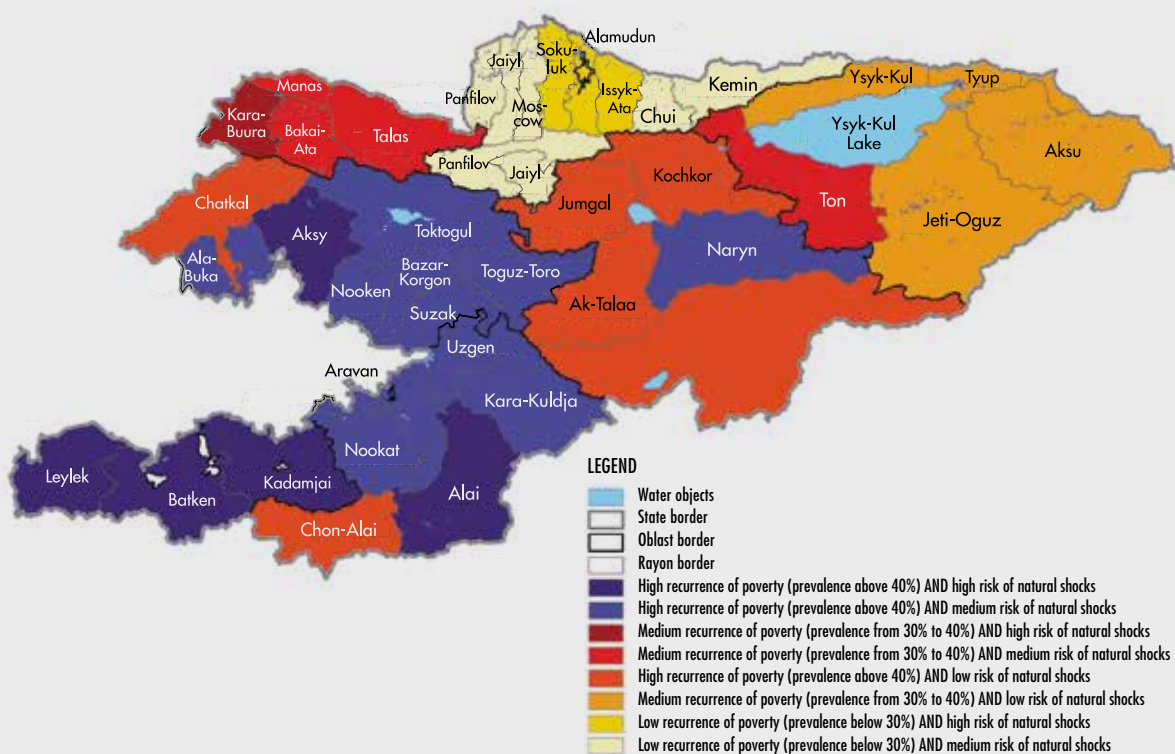 Alamudun
Soku-
luk
Jaiyl
Kemin
Ysyk-Kul
Tyup
Manas
Panfilov
Mos-
cow
Issyk-
Ata
Chui
Kara-
Buura
Bakai-
Ata
Talas
Ysyk-Kul
Lake
Aksu
Panfilov
Jaiyl
Kochkor
Chatkal
Jumgal
Ton
Jeti-Oguz
Aksy
Toktogul
Naryn
Ala-
Buka
Bazar-
Korgon
Toguz-Toro
Nooken
Ak-Talaa
Suzak
Uzgen
Aravan
Kara-Kuldja
Nookat
Leylek
Batken
Kadamjai
Alai
Chon-Alai
LEGEND
Water objects
State border
Oblast border
Rayon border
High recurrence of poverty (prevalence above 40%) AND high risk of natural shocks
High recurrence of poverty (prevalence above 40%) AND medium risk of natural shocks
Medium recurrence of poverty (prevalence from 30% to 40%) AND high risk of natural shocks
Medium recurrence of poverty (prevalence from 30% to 40%) AND medium risk of natural shocks
High recurrence of poverty (prevalence above 40%) AND low risk of natural shocks
Medium recurrence of poverty (prevalence from 30% to 40%) AND low risk of natural shocks
Low recurrence of poverty (prevalence below 30%) AND high risk of natural shocks
Low recurrence of poverty (prevalence below 30%) AND medium risk of natural shocks